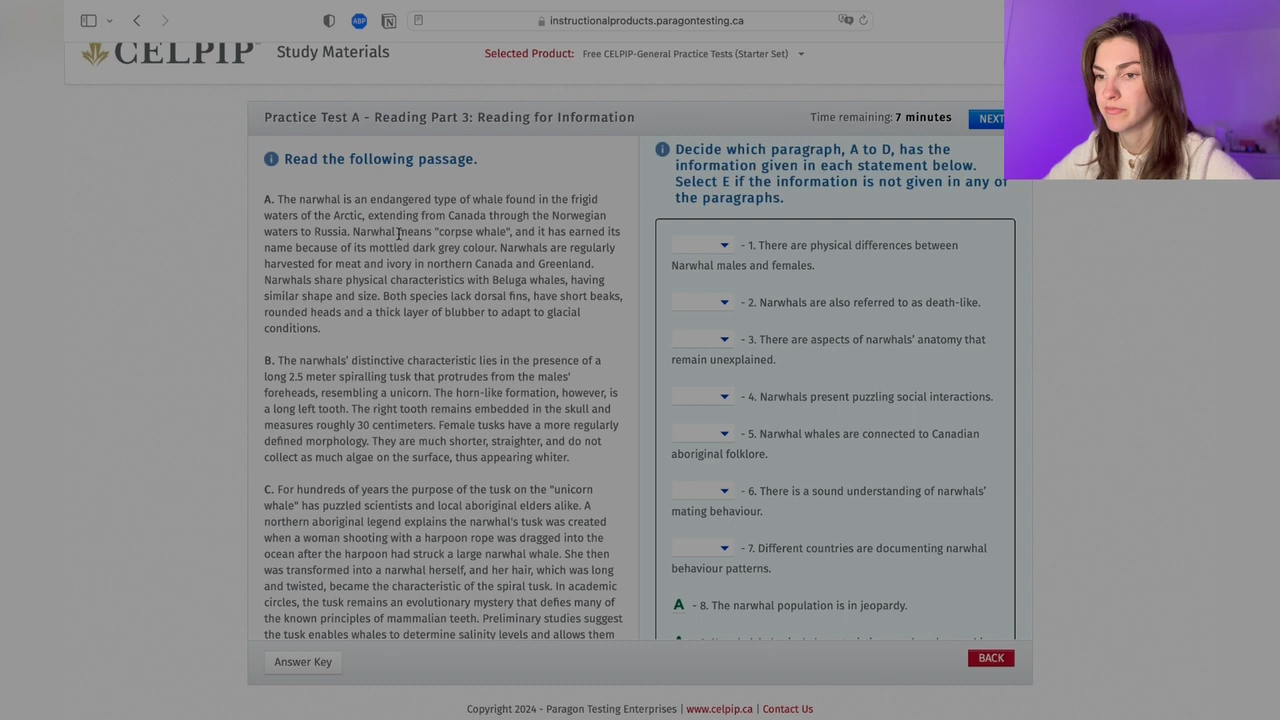 instructionalproducts.paragontesting.ca
CELPIP Study Materials
Selected Product: Free CELPIP-General Practice Tests (Starter Set)
Practice Test A - Reading Part 3: Reading for Information
Time remaining: 7 minutes
NEXT
Read the following passage.
A. The narwhal is an endangered type of whale found in the frigid
waters of the Arctic, extending from Canada through the Norwegian
waters to Russia. Narwhal means "corpse whale", and it has earned its
name because of its mottled dark grey colour. Narwhals are regularly
harvested for meat and ivory in northern Canada and Greenland.
Narwhals share physical characteristics with Beluga whales, having
similar shape and size. Both species lack dorsal fins, have short beaks,
rounded heads and a thick layer of blubber to adapt to glacial
conditions.
B. The narwhals' distinctive characteristic lies in the presence of a
long 2.5 meter spiralling tusk that protrudes from the males'
foreheads, resembling a unicorn. The horn-like formation, however, is
a long left tooth. The right tooth remains embedded in the skull and
measures roughly 30 centimeters. Female tusks have a more regularly
defined morphology. They are much shorter, straighter, and do not
collect as much algae on the surface, thus appearing whiter.
C. For hundreds of years the purpose of the tusk on the "unicorn
whale" has puzzled scientists and local aboriginal elders alike. A
northern aboriginal legend explains the narwhal's tusk was created
when a woman shooting with a harpoon rope was dragged into the
ocean after the harpoon had struck a large narwhal whale. She then
was transformed into a narwhal herself, and her hair, which was long
and twisted, became the characteristic of the spiral tusk. In academic
circles, the tusk remains an evolutionary mystery that defies many of
the known principles of mammalian teeth. Preliminary studies suggest
the tusk enables whales to determine salinity levels and allows them
Decide which paragraph, A to D, has the
information given in each statement below.
Select E if the information is not given in any of
the paragraphs.
- 1. There are physical differences between
Narwhal males and females.
- 2. Narwhals are also referred to as death-like.
- 3. There are aspects of narwhals' anatomy that
remain unexplained.
- 4. Narwhals present puzzling social interactions.
- 5. Narwhal whales are connected to Canadian
aboriginal folklore.
- 6. There is a sound understanding of narwhals'
mating behaviour.
- 7. Different countries are documenting narwhal
behaviour patterns.
A - 8. The narwhal population is in jeopardy.
Answer Key
BACK
Copyright 2024 - Paragon Testing Enterprises | www.celpip.ca | Contact Us